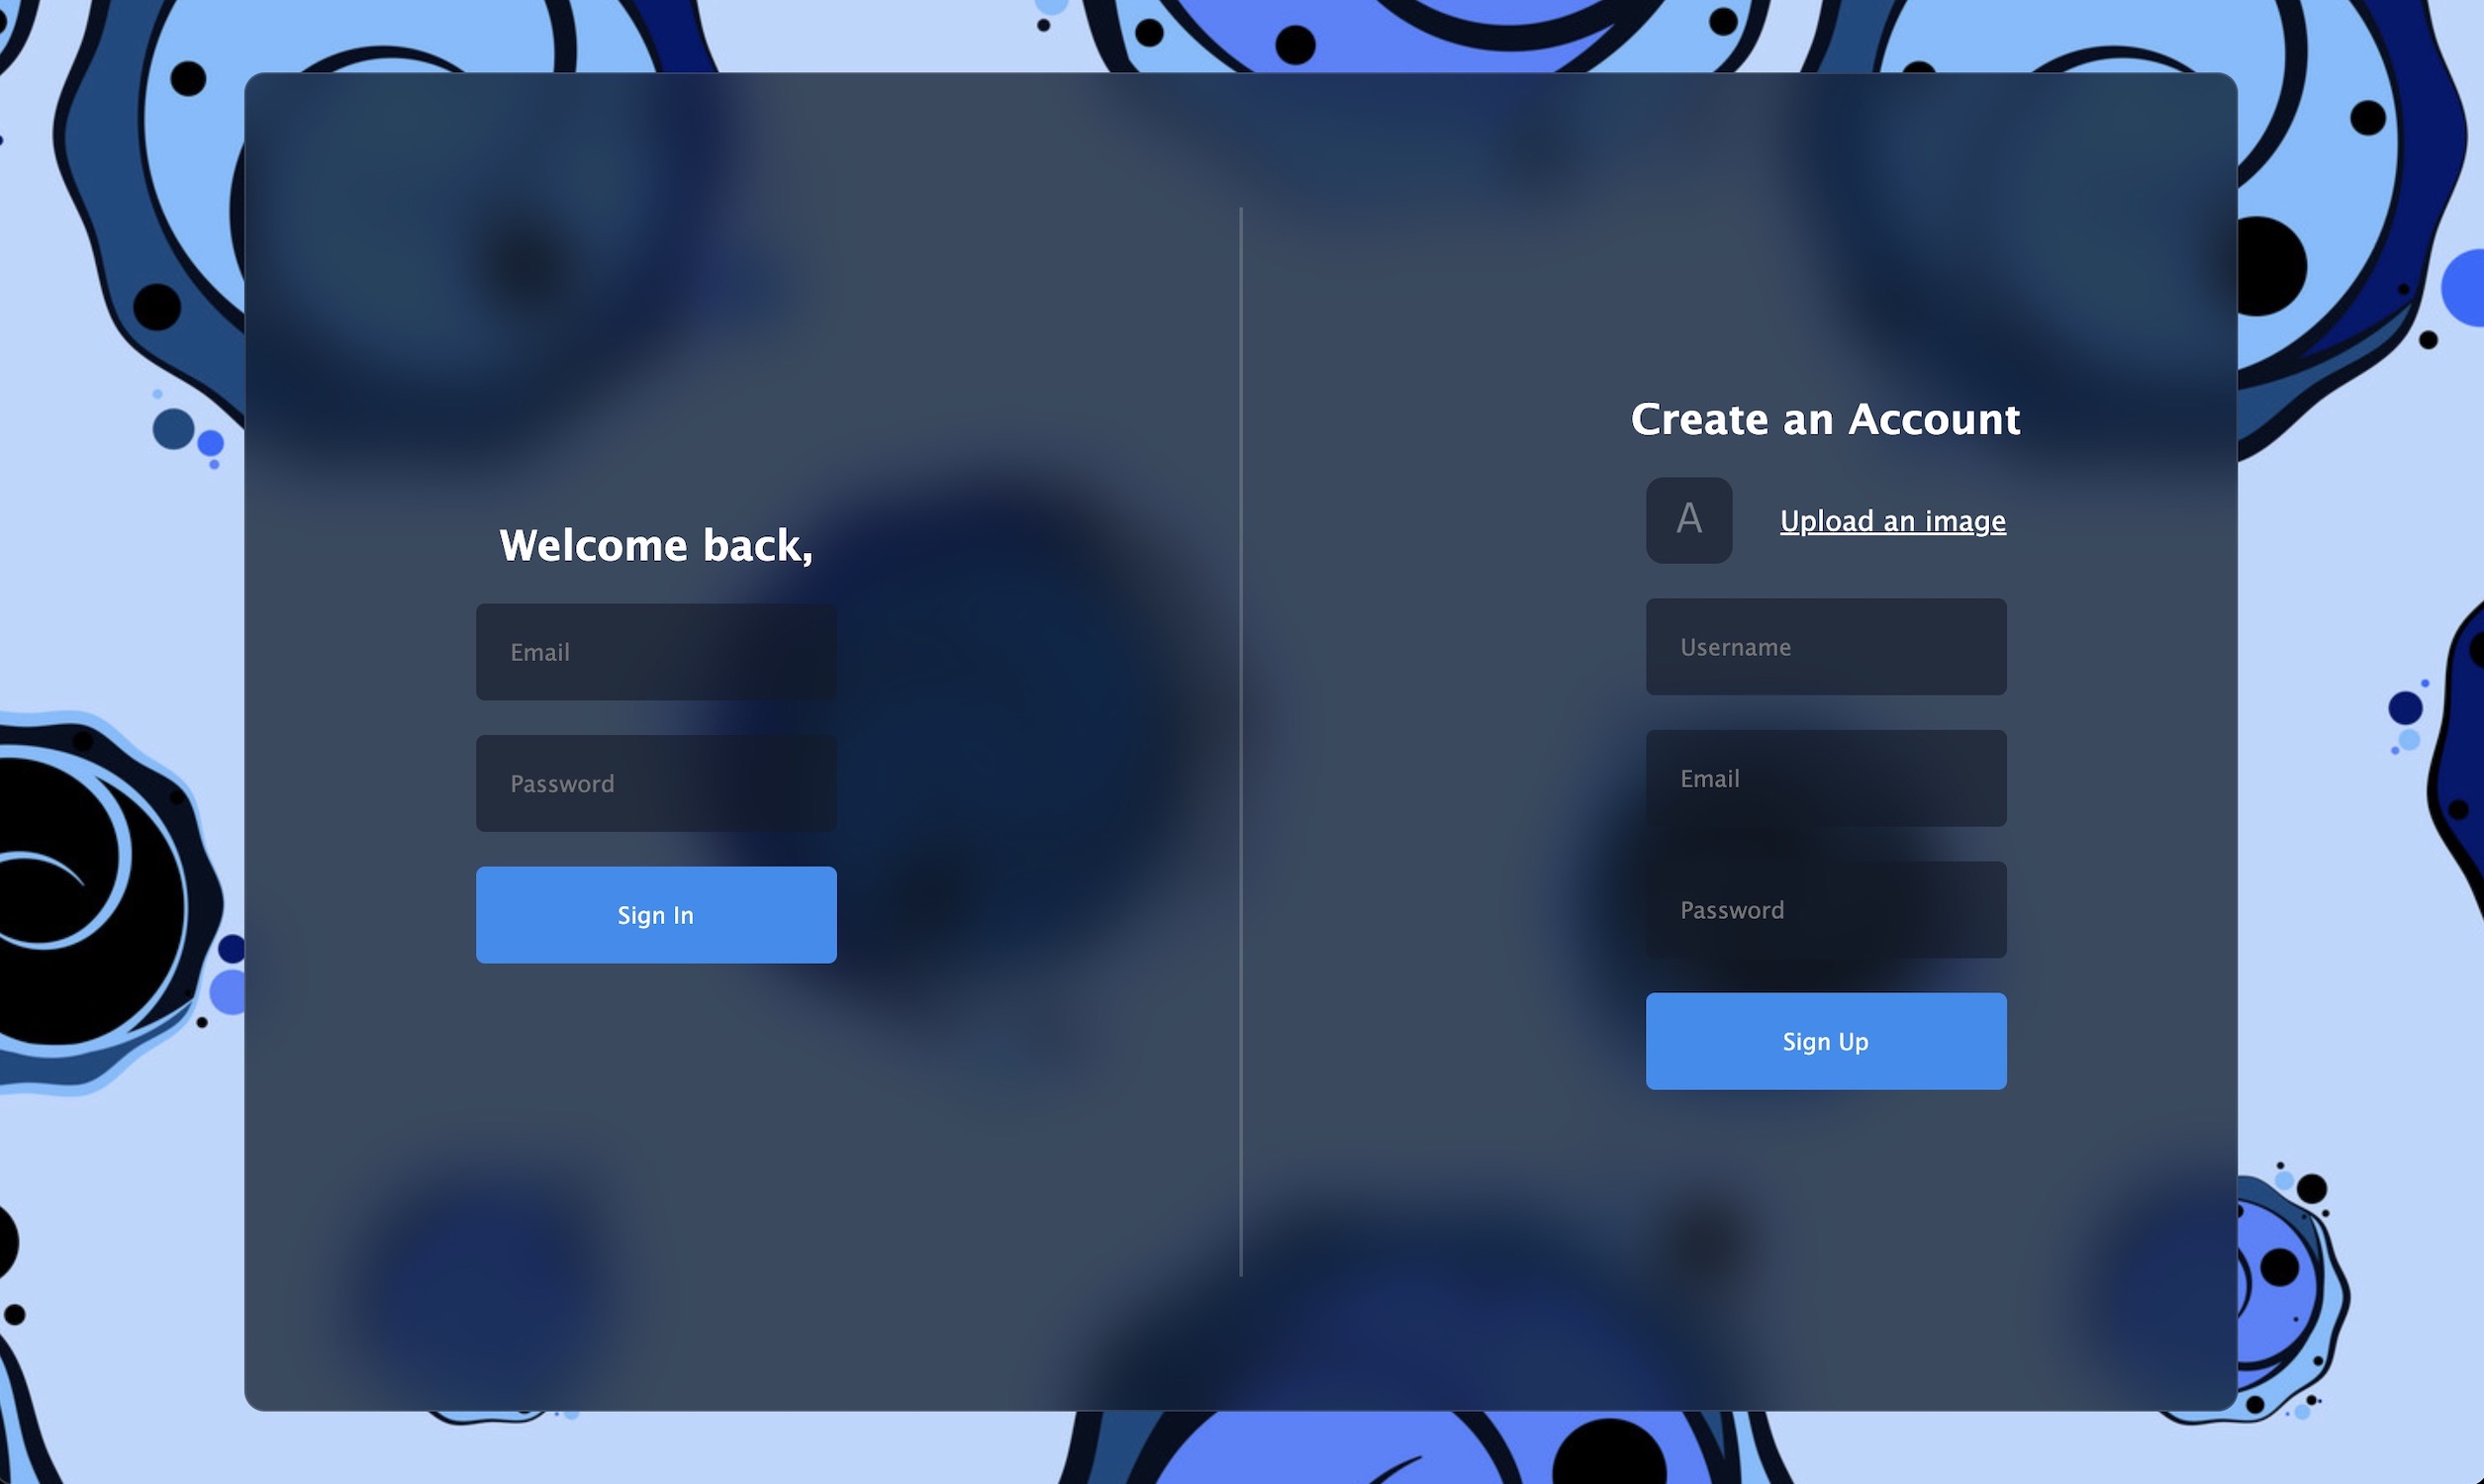 Welcome back,
Email
Password
Sign In
Create an Account
A
Upload an image
Username
Email
Password
Sign Up